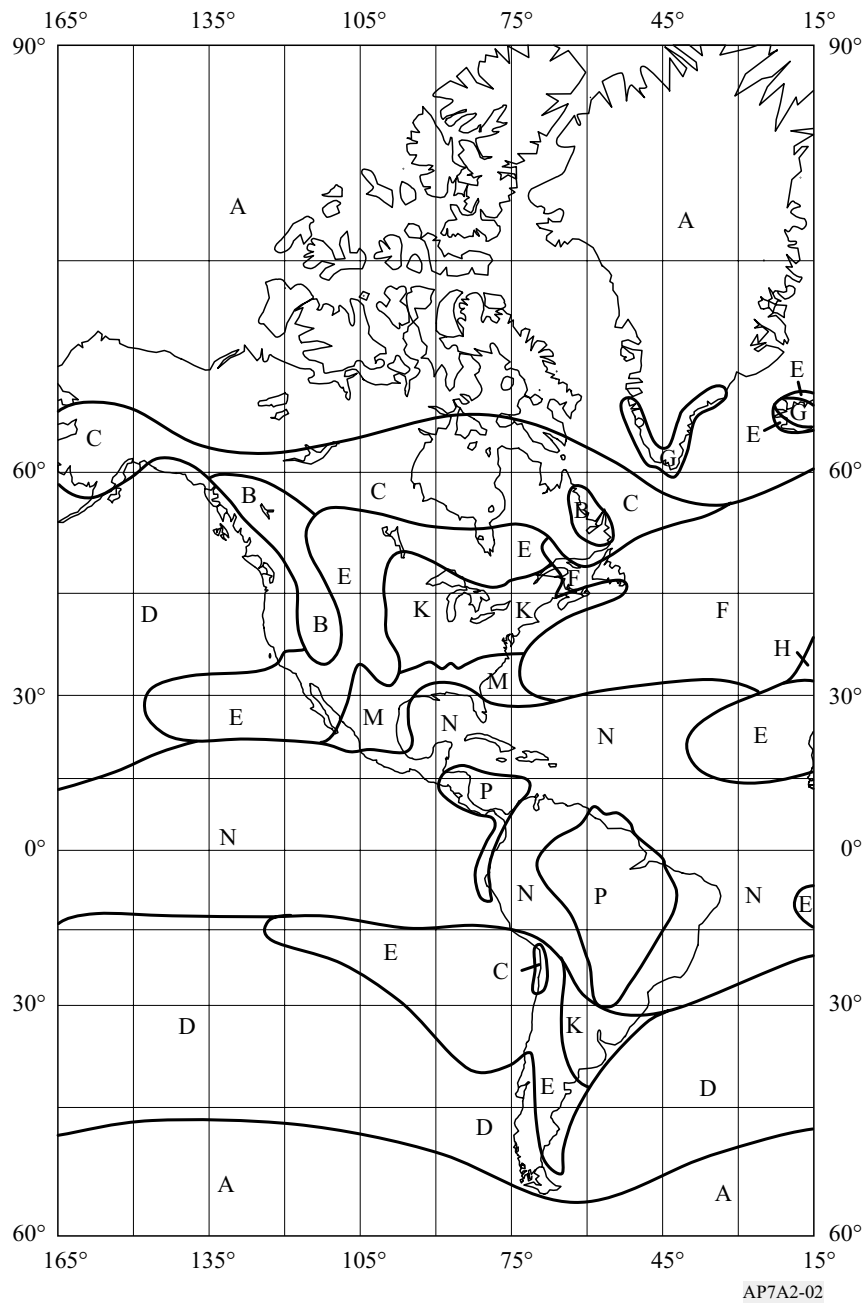 165° 135° 105° 75° 45° 15°
90° 90°
A
A
E
C G
E
G
60° 60°
B C B C
E
E F
D K K F
B
H
M
30° 30°
E M N N E
P
N
0° 0°
N P N E
E
C
30° 30°
D K
E D
D
A A
60° 60°
165° 135° 105° 75° 45° 15°
AP7A2-02